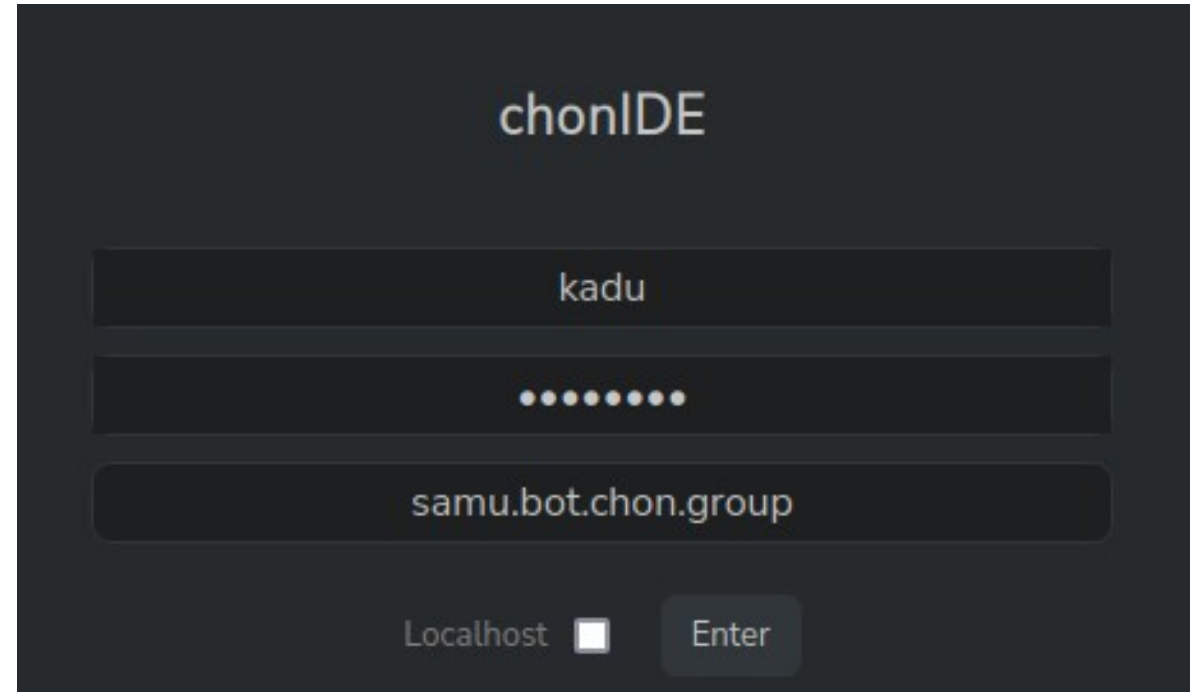 chonIDE
kadu
••••••••
samu.bot.chon.group
Localhost Enter